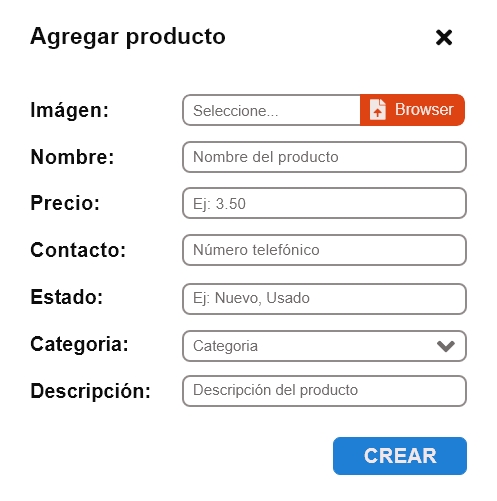 Agregar producto
Imágen: Seleccione... Browser
Nombre: Nombre del producto
Precio: Ej: 3.50
Contacto: Número telefónico
Estado: Ej: Nuevo, Usado
Categoria: Categoria
Descripción: Descripción del producto
CREAR